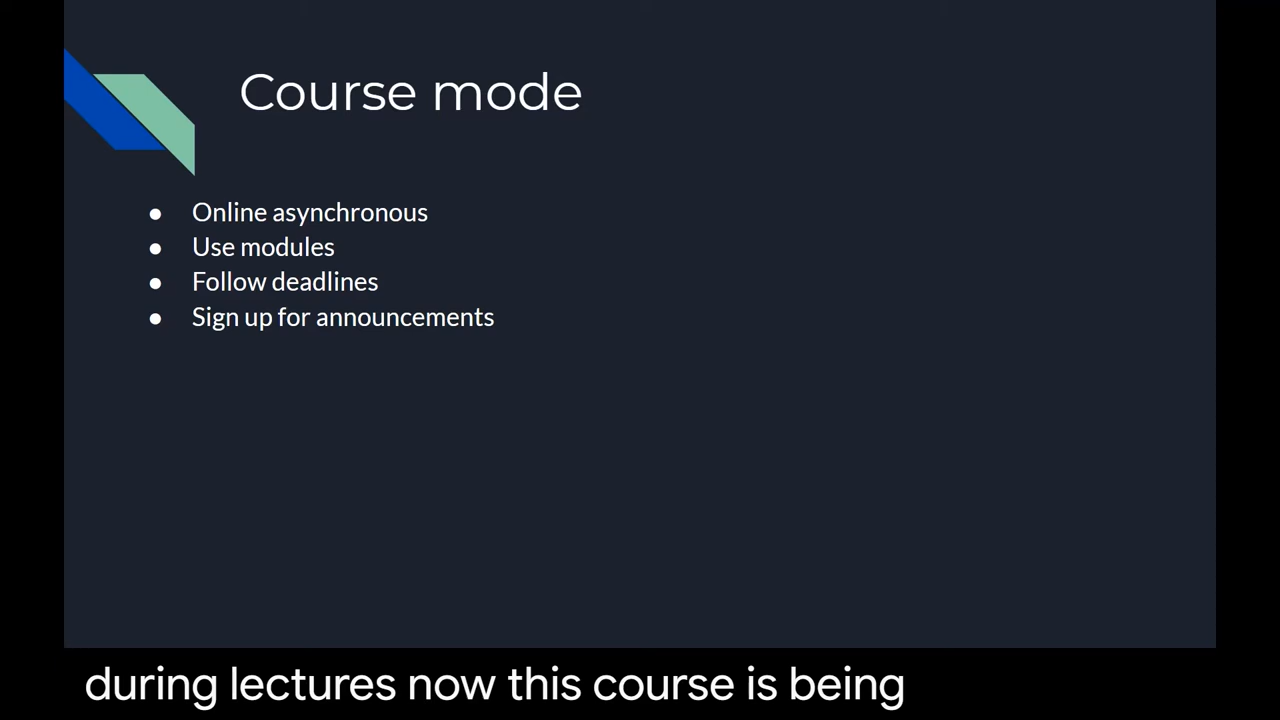 Course mode
● Online asynchronous
● Use modules
● Follow deadlines
● Sign up for announcements
during lectures now this course is being